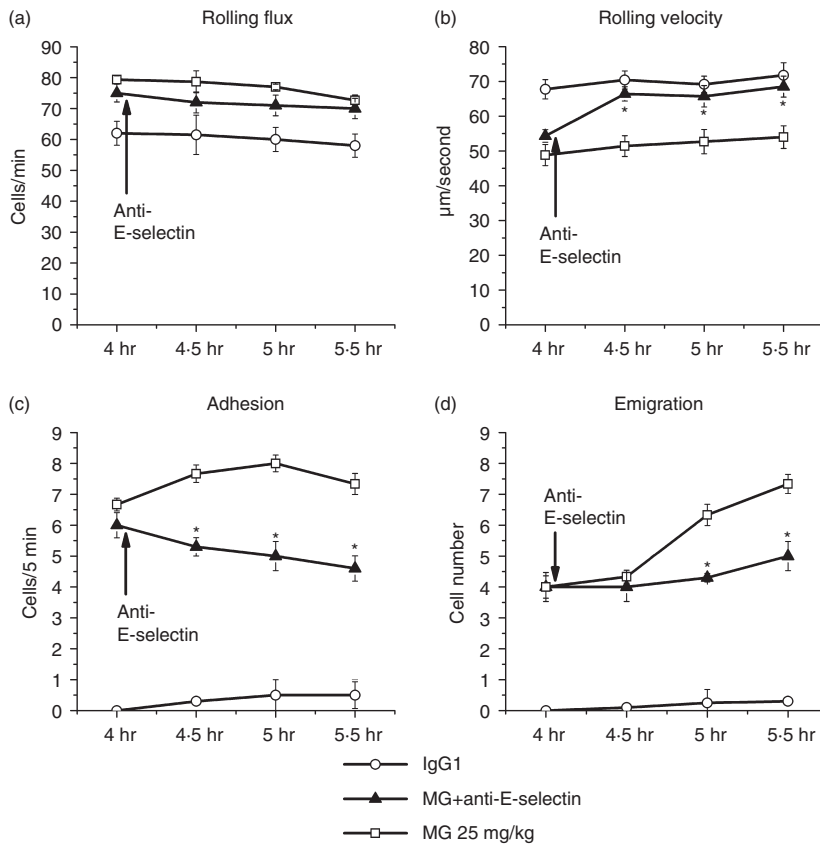 (a) Rolling flux
90
80
70
60
50
40
30
20
10
0
Cells/min
Anti-
E-selectin
4 hr 4·5 hr 5 hr 5·5 hr
(b) Rolling velocity
80
70
60
50
40
30
20
10
0
µm/second
* * *
Anti-
E-selectin
4 hr 4·5 hr 5 hr 5·5 hr
(c) Adhesion
9
8
7
6
5
4
3
2
1
0
Cells/5 min
* * *
Anti-
E-selectin
4 hr 4·5 hr 5 hr 5·5 hr
(d) Emigration
9
8
7
6
5
4
3
2
1
0
Cell number
Anti-
E-selectin
* *
4 hr 4·5 hr 5 hr 5·5 hr
IgG1
MG+anti-E-selectin
MG 25 mg/kg